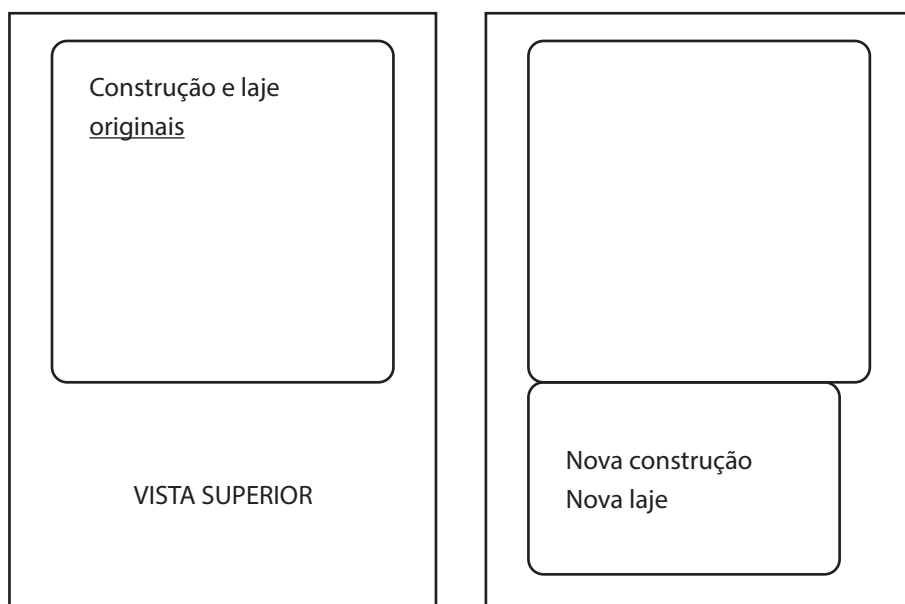 Construção e laje
originais
VISTA SUPERIOR
Nova construção
Nova laje